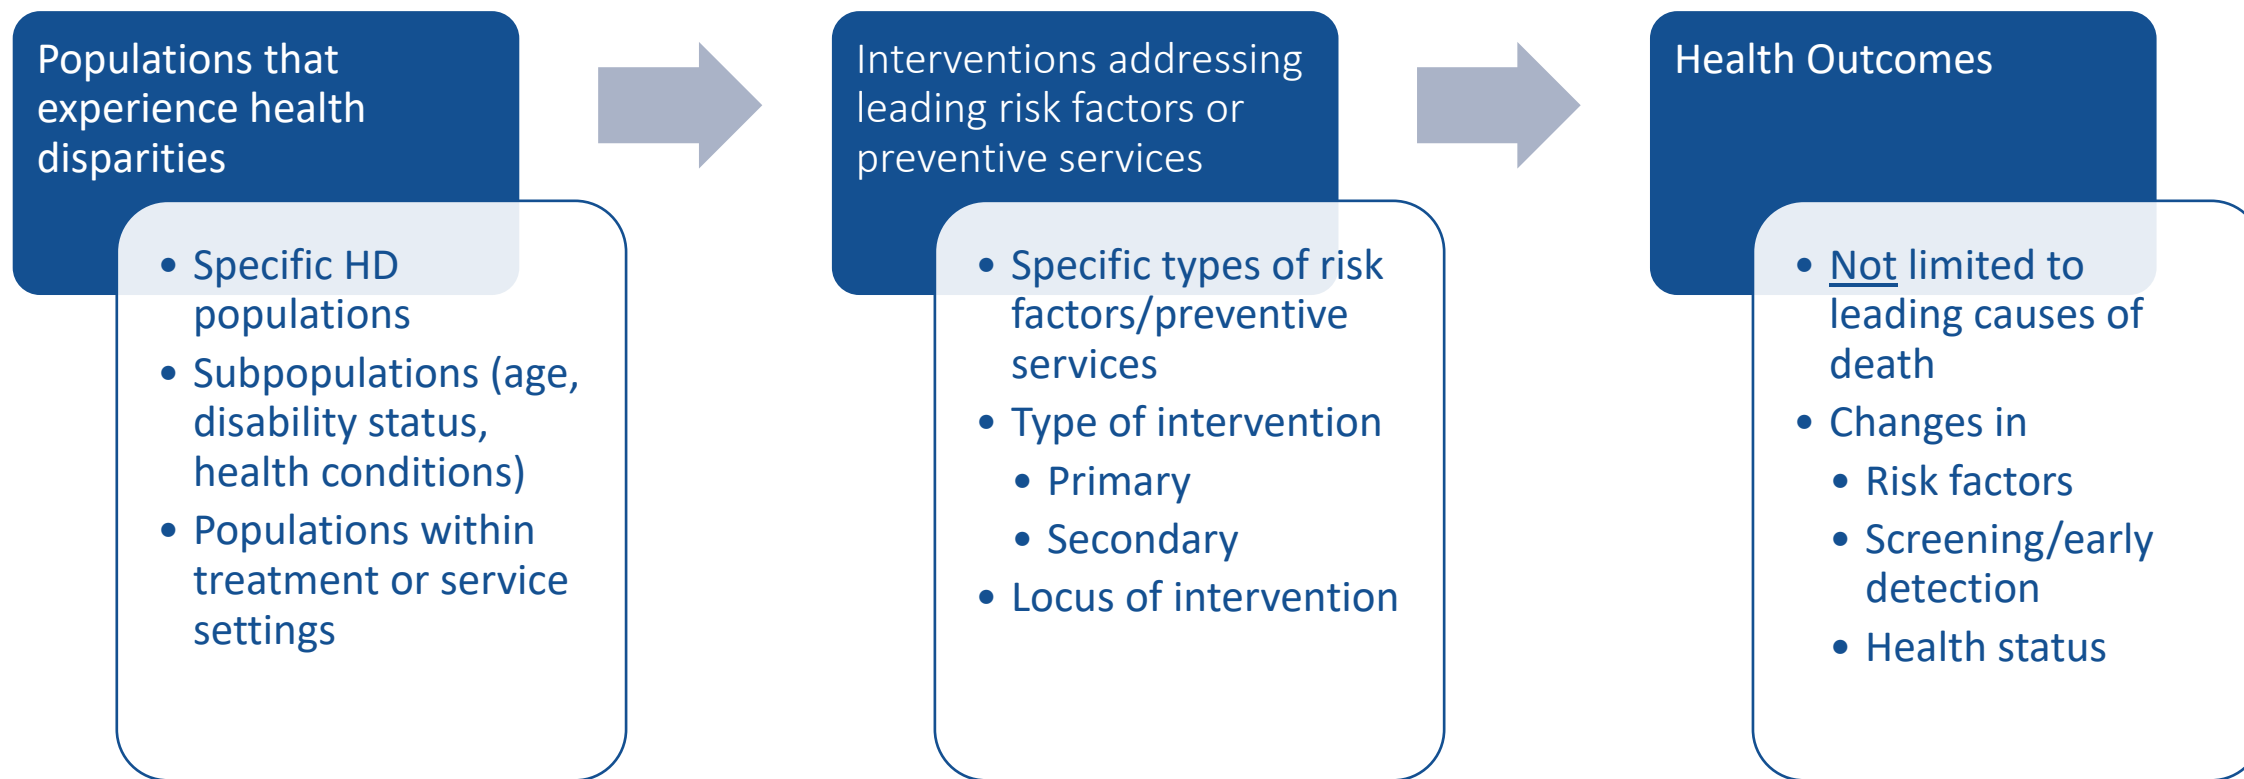 Populations that
experience health
disparities
• Specific HD
populations
• Subpopulations (age,
disability status,
health conditions)
• Populations within
treatment or service
settings
Interventions addressing
leading risk factors or
preventive services
• Specific types of risk
factors/preventive
services
• Type of intervention
• Primary
• Secondary
• Locus of intervention
Health Outcomes
• Not limited to
leading causes of
death
• Changes in
• Risk factors
• Screening/early
detection
• Health status